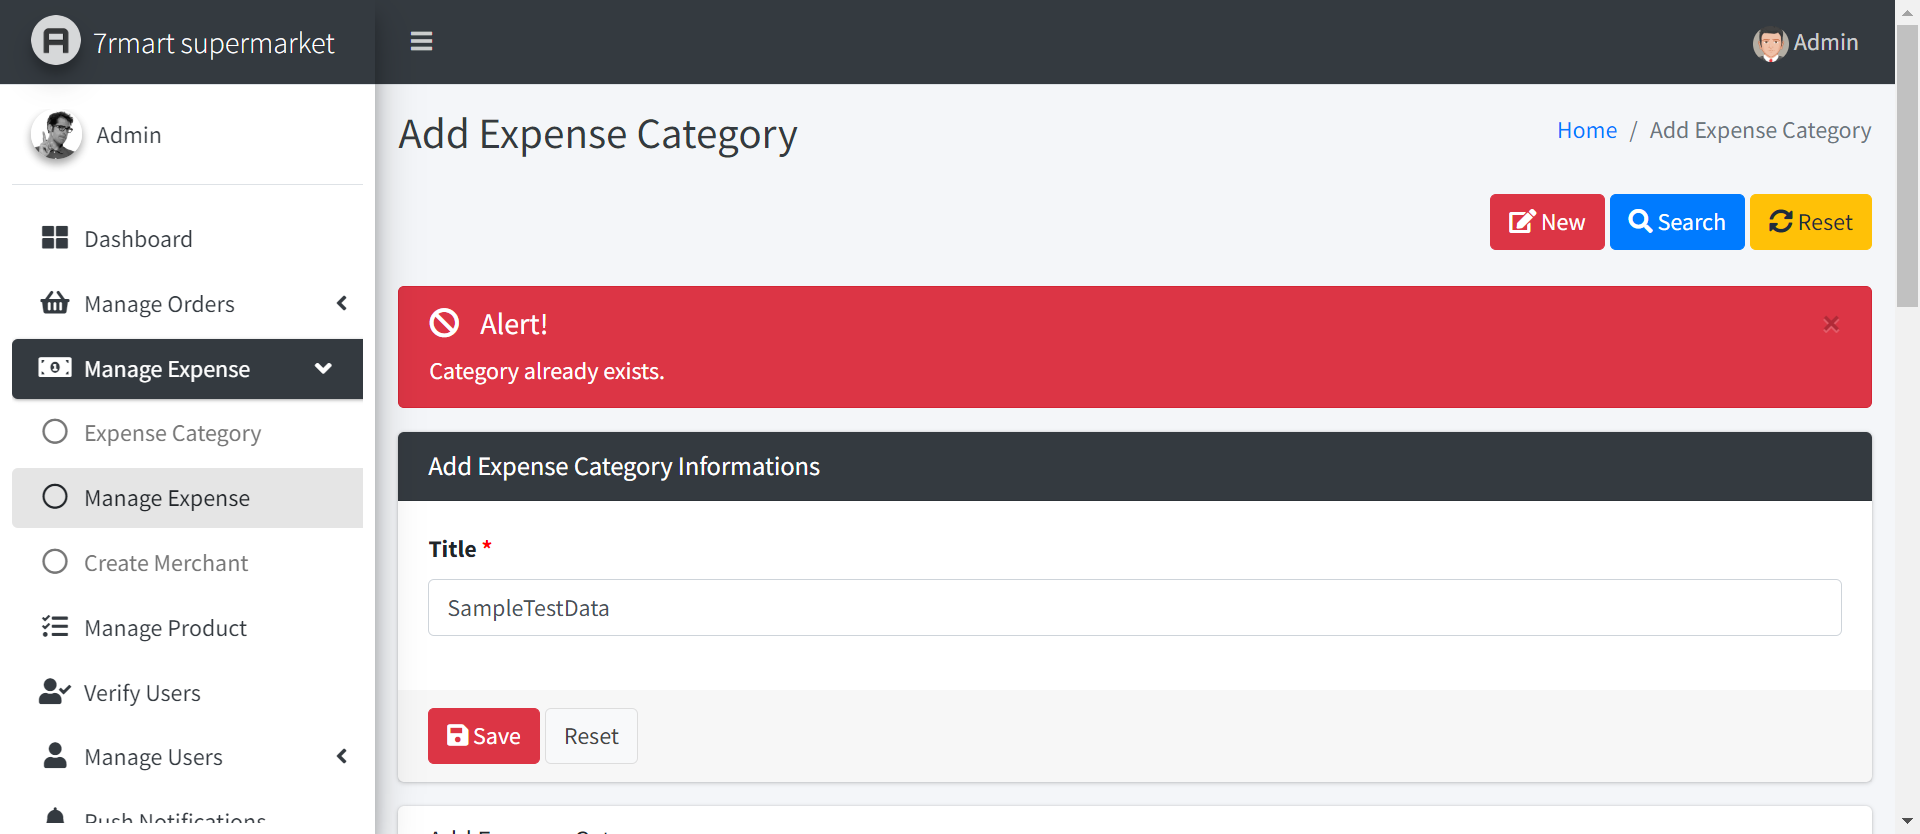 7rmart supermarket
Admin
Admin
Dashboard
Manage Orders
Manage Expense
Expense Category
Manage Expense
Create Merchant
Manage Product
Verify Users
Manage Users
Push Notifications
Add Expense Category
Home / Add Expense Category
New
Search
Reset
Alert!
×
Category already exists.
Add Expense Category Informations
Title *
SampleTestData
Save
Reset